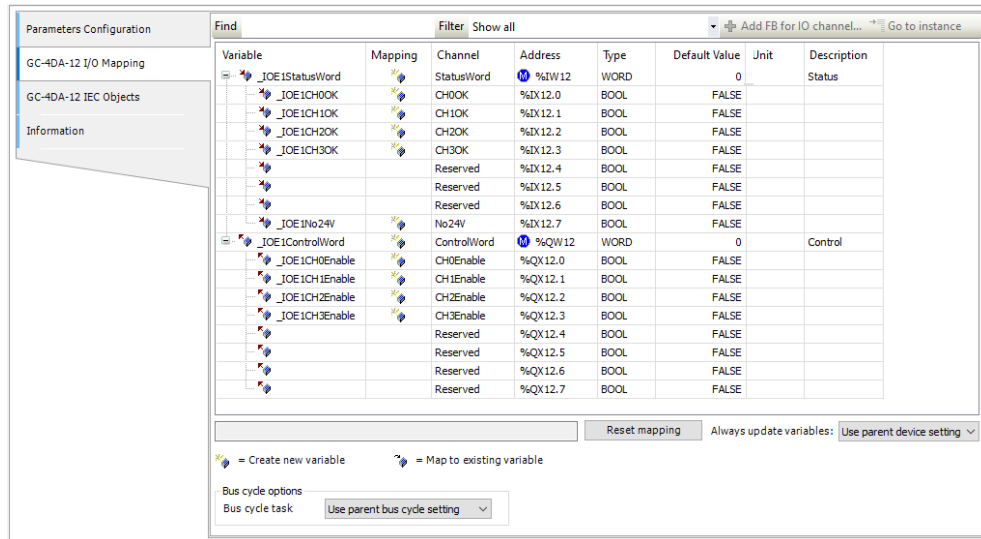 Parameters Configuration
GC-4DA-12 I/O Mapping
GC-4DA-12 IEC Objects
Information
Find Filter Show all Add FB for IO channel... Go to instance
Variable Mapping Channel Address Type Default Value Unit Description
_IOE1StatusWord StatusWord M %IW12 WORD 0 Status
_IOE1CH0OK CH0OK %IX12.0 BOOL FALSE
_IOE1CH1OK CH1OK %IX12.1 BOOL FALSE
_IOE1CH2OK CH2OK %IX12.2 BOOL FALSE
_IOE1CH3OK CH3OK %IX12.3 BOOL FALSE
Reserved %IX12.4 BOOL FALSE
Reserved %IX12.5 BOOL FALSE
Reserved %IX12.6 BOOL FALSE
_IOE1No24V No24V %IX12.7 BOOL FALSE
_IOE1ControlWord ControlWord M %QW12 WORD 0 Control
_IOE1CH0Enable CH0Enable %QX12.0 BOOL FALSE
_IOE1CH1Enable CH1Enable %QX12.1 BOOL FALSE
_IOE1CH2Enable CH2Enable %QX12.2 BOOL FALSE
_IOE1CH3Enable CH3Enable %QX12.3 BOOL FALSE
Reserved %QX12.4 BOOL FALSE
Reserved %QX12.5 BOOL FALSE
Reserved %QX12.6 BOOL FALSE
Reserved %QX12.7 BOOL FALSE
Reset mapping Always update variables: Use parent device setting
= Create new variable = Map to existing variable
Bus cycle options
Bus cycle task Use parent bus cycle setting